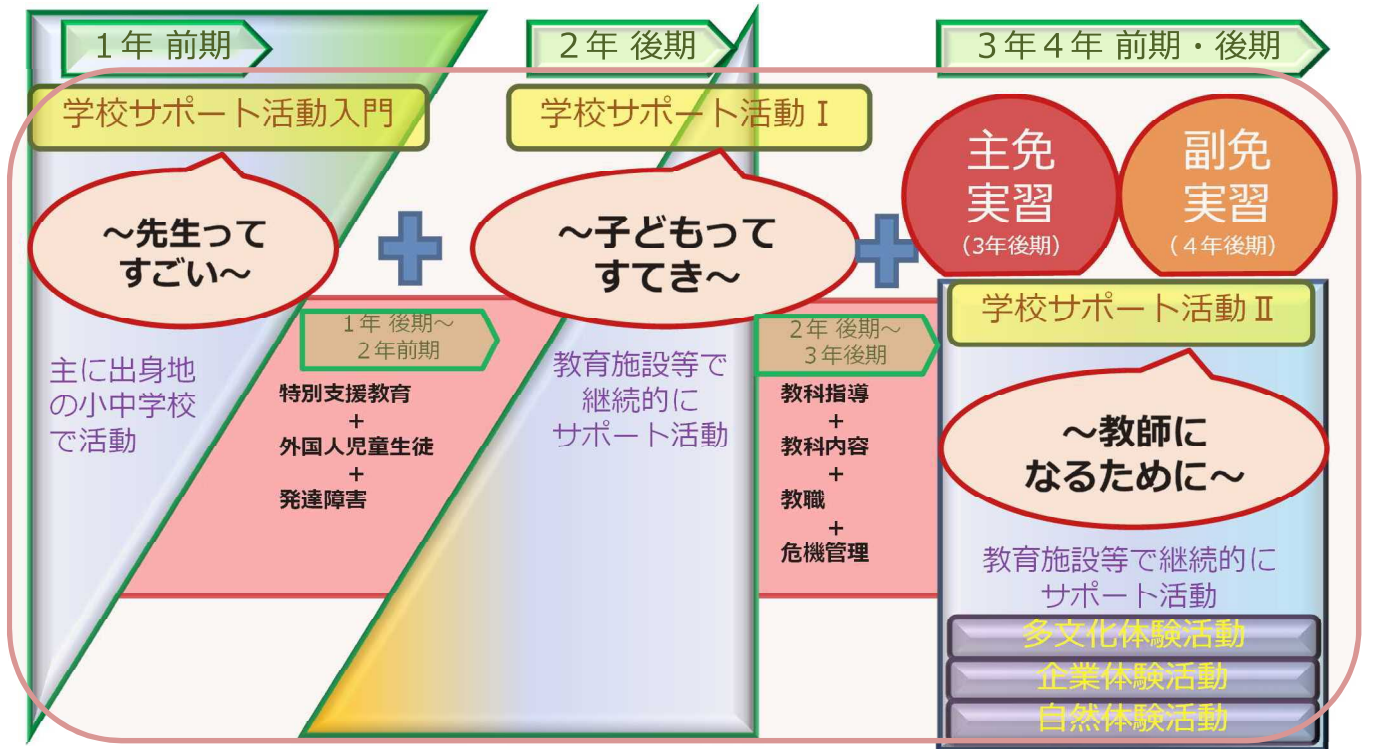 1年 前期
学校サポート活動入門
～先生って
すごい～
主に出身地
の小中学校
で活動
1年 後期～
2年前期
特別支援教育
+
外国人児童生徒
+
発達障害
2年 後期
学校サポート活動Ⅰ
～子どもって
すてき～
教育施設等で
継続的に
サポート活動
2年 後期～
3年後期
教科指導
+
教科内容
+
教職
+
危機管理
3年4年 前期・後期
主免
実習
(3年後期)
副免
実習
(4年後期)
学校サポート活動Ⅱ
～教師に
なるために～
教育施設等で継続的に
サポート活動
多文化体験活動
企業体験活動
自然体験活動